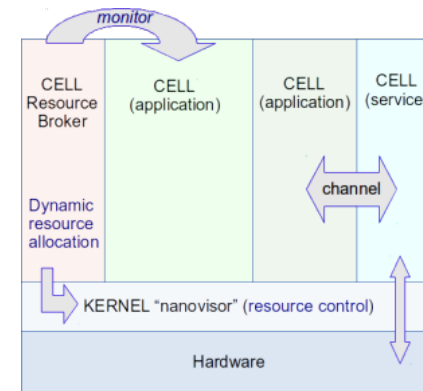 monitor
CELL
Resource
Broker
CELL
(application)
CELL
(application)
CELL
(service
channel
Dynamic
resource
allocation
KERNEL “nanovisor” (resource control)
Hardware